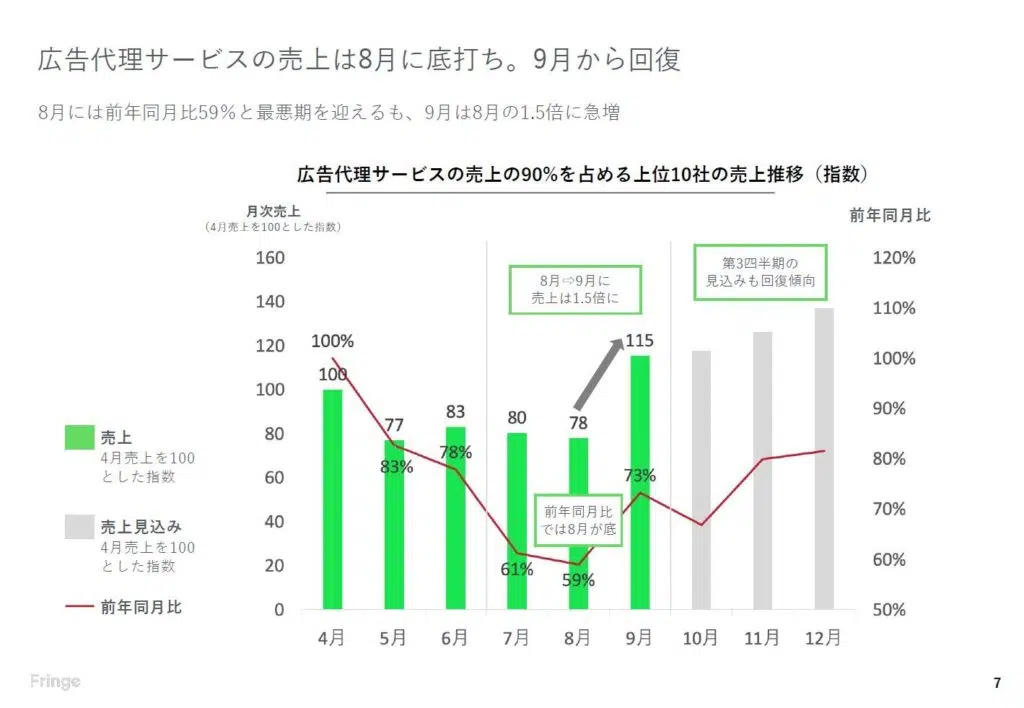 広告代理サービスの売上は8月に底打ち。9月から回復
8月には前年同月比59%と最悪期を迎えるも、9月は8月の1.5倍に急増
広告代理サービスの売上の90%を占める上位10社の売上推移（指数）
月次売上
（4月売上を100とした指数）
前年同月比
160
140
120
100
80
60
40
20
0
120%
110%
100%
90%
80%
70%
60%
50%
8月⇨9月に
売上は1.5倍に
第3四半期の
見込みも回復傾向
前年同月比
では8月が底
100%
100
77
83%
83
78%
80
61%
78
59%
115
73%
4月
5月
6月
7月
8月
9月
10月
11月
12月
売上
4月売上を100
とした指数
売上見込み
4月売上を100
とした指数
前年同月比
Fringe
7